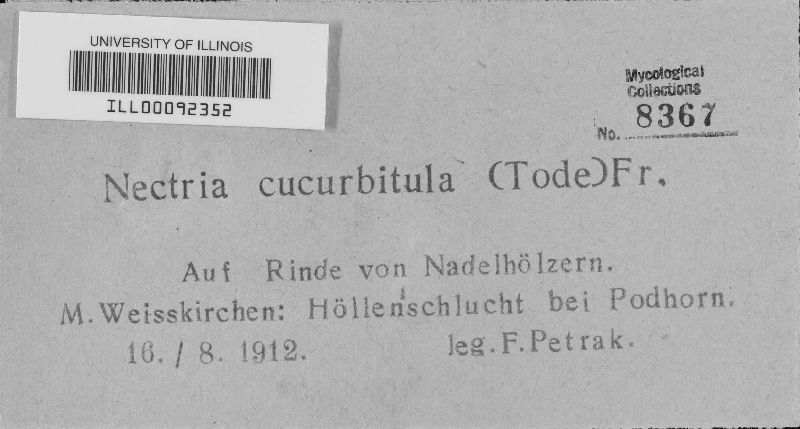 UNIVERSITY OF ILLINOIS
ILL00092352
Mycological
Collections
No. 8367
Nectria cucurbitula (Tode)Fr.
Auf Rinde von Nadelhölzern.
M.Weisskirchen: Höllenschlucht bei Podhorn.
16./ 8. 1912. leg.F.Petrak.